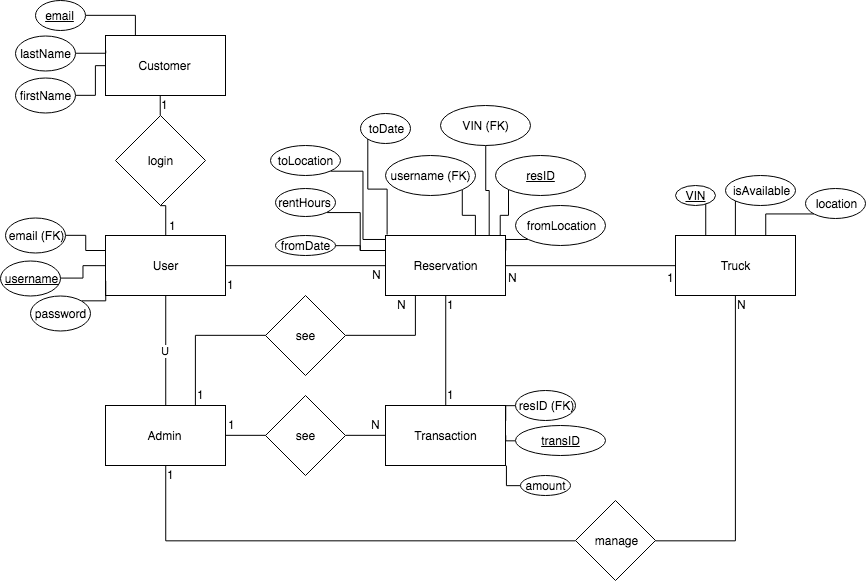 email
lastName
firstName
Customer
1
login
1
toDate
VIN (FK)
toLocation
username (FK)
resID
rentHours
fromLocation
fromDate
VIN
isAvailable
location
email (FK)
username
password
User
1
N
Reservation
N
1
Truck
N
1
N
U
see
1
1
Admin
1
see
N
Transaction
resID (FK)
transID
amount
1
manage